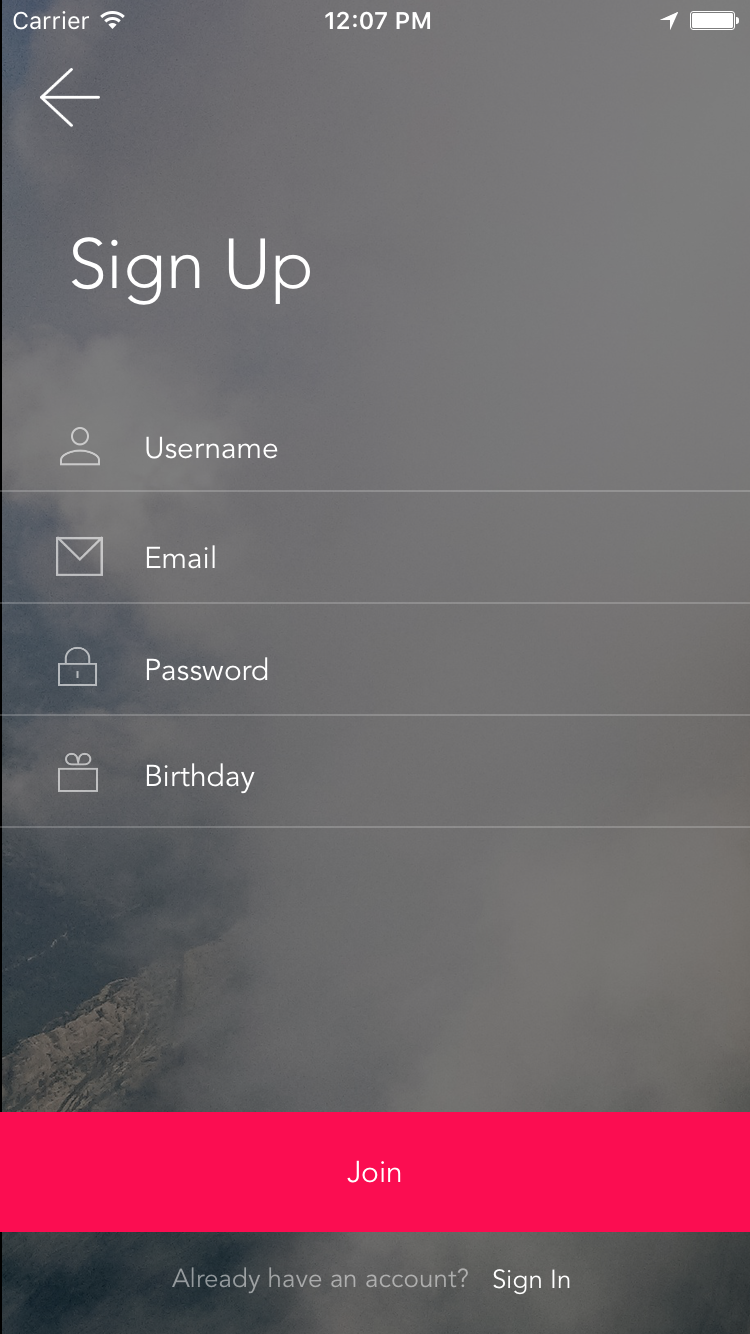 Carrier 12:07 PM
Sign Up
Username
Email
Password
Birthday
Join
Already have an account? Sign In